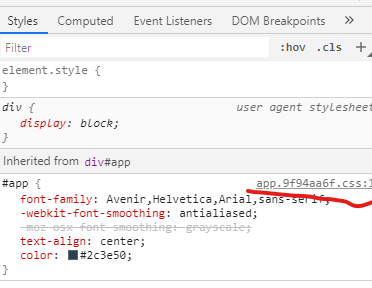 Styles Computed Event Listeners DOM Breakpoints »
Filter :hov .cls +
element.style {
}
div { user agent stylesheet
display: block;
}
Inherited from div#app
#app { app.9f94aa6f.css:1
font-family: Avenir,Helvetica,Arial,sans-serif;
-webkit-font-smoothing: antialiased;
-moz-osx-font-smoothing: grayscale;
text-align: center;
color: #2c3e50;
}